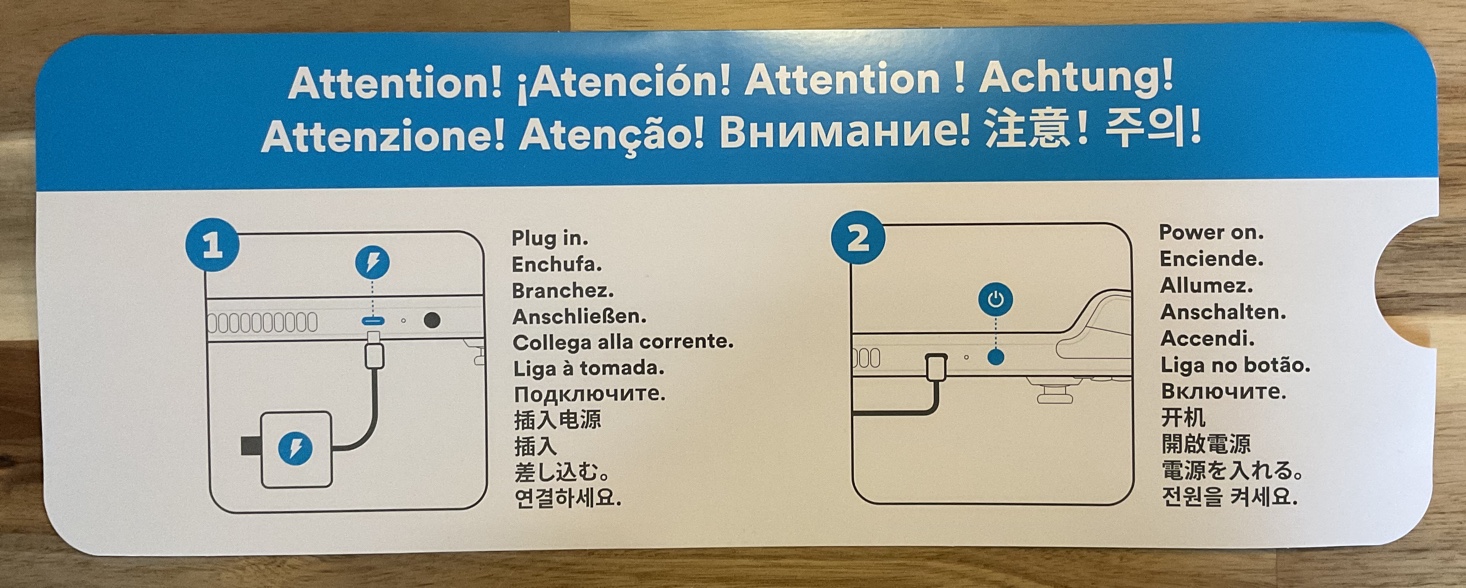 Attention! ¡Atención! Attention ! Achtung!
Attenzione! Atenção! Внимание! 注意! 주의!
1
Plug in.
Enchufa.
Branchez.
Anschließen.
Collega alla corrente.
Liga à tomada.
Подключите.
插入电源
插入
差し込む。
연결하세요.
2
Power on.
Enciende.
Allumez.
Anschalten.
Accendi.
Liga no botão.
Включите.
开机
開啟電源
電源を入れる。
전원을 켜세요.